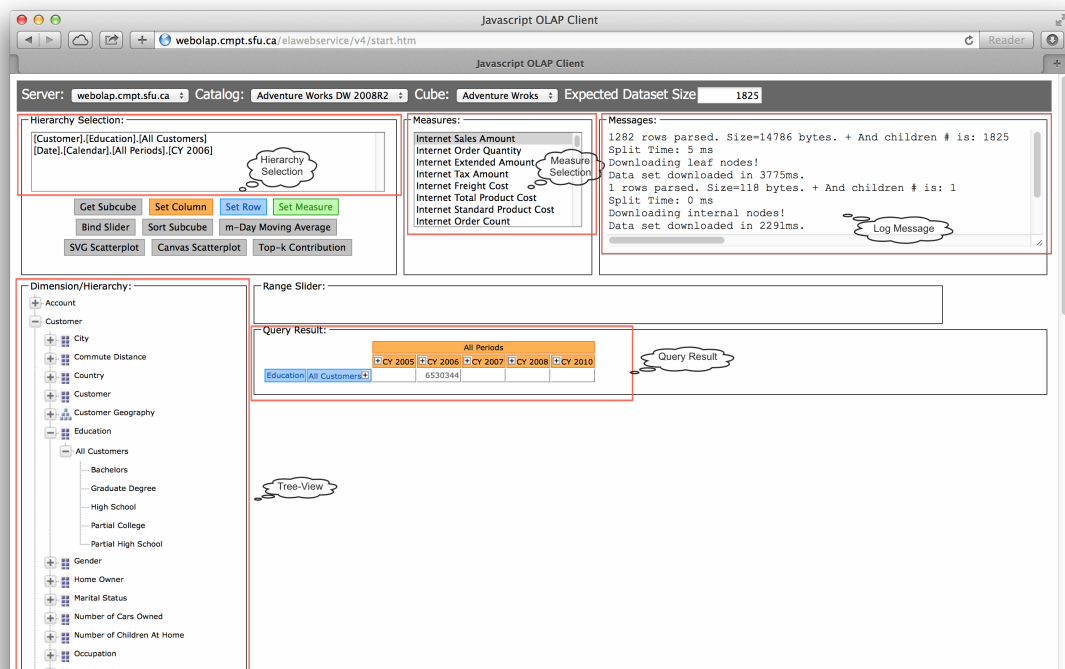 Javascript OLAP Client
webolap.cmpt.sfu.ca/elawebservice/v4/start.htm
Reader
Javascript OLAP Client
Server: webolap.cmpt.sfu.ca Catalog: Adventure Works DW 2008R2 Cube: Adventure Wroks Expected Dataset Size 1825
Hierarchy Selection:
[Customer].[Education].[All Customers]
[Date].[Calendar].[All Periods].[CY 2006]
Hierarchy
Selection
Get Subcube Set Column Set Row Set Measure
Bind Slider Sort Subcube m-Day Moving Average
SVG Scatterplot Canvas Scatterplot Top-k Contribution
Measures:
Internet Sales Amount
Internet Order Quantity
Internet Extended Amount
Internet Tax Amount
Internet Freight Cost
Internet Total Product Cost
Internet Standard Product Cost
Internet Order Count
Measure
Selection
Messages:
1282 rows parsed. Size=14786 bytes. + And children # is: 1825
Split Time: 5 ms
Downloading leaf nodes!
Data set downloaded in 3775ms.
1 rows parsed. Size=118 bytes. + And children # is: 1
Split Time: 0 ms
Downloading internal nodes!
Data set downloaded in 2291ms.
Log Message
Dimension/Hierarchy:
Account
Customer
City
Commute Distance
Country
Customer
Customer Geography
Education
All Customers
Bachelors
Graduate Degree
High School
Partial College
Partial High School
Gender
Home Owner
Marital Status
Number of Cars Owned
Number of Children At Home
Occupation
Range Slider:
Query Result:
All Periods
CY 2005 CY 2006 CY 2007 CY 2008 CY 2010
Education All Customers 6530344
Query Result
Tree-View